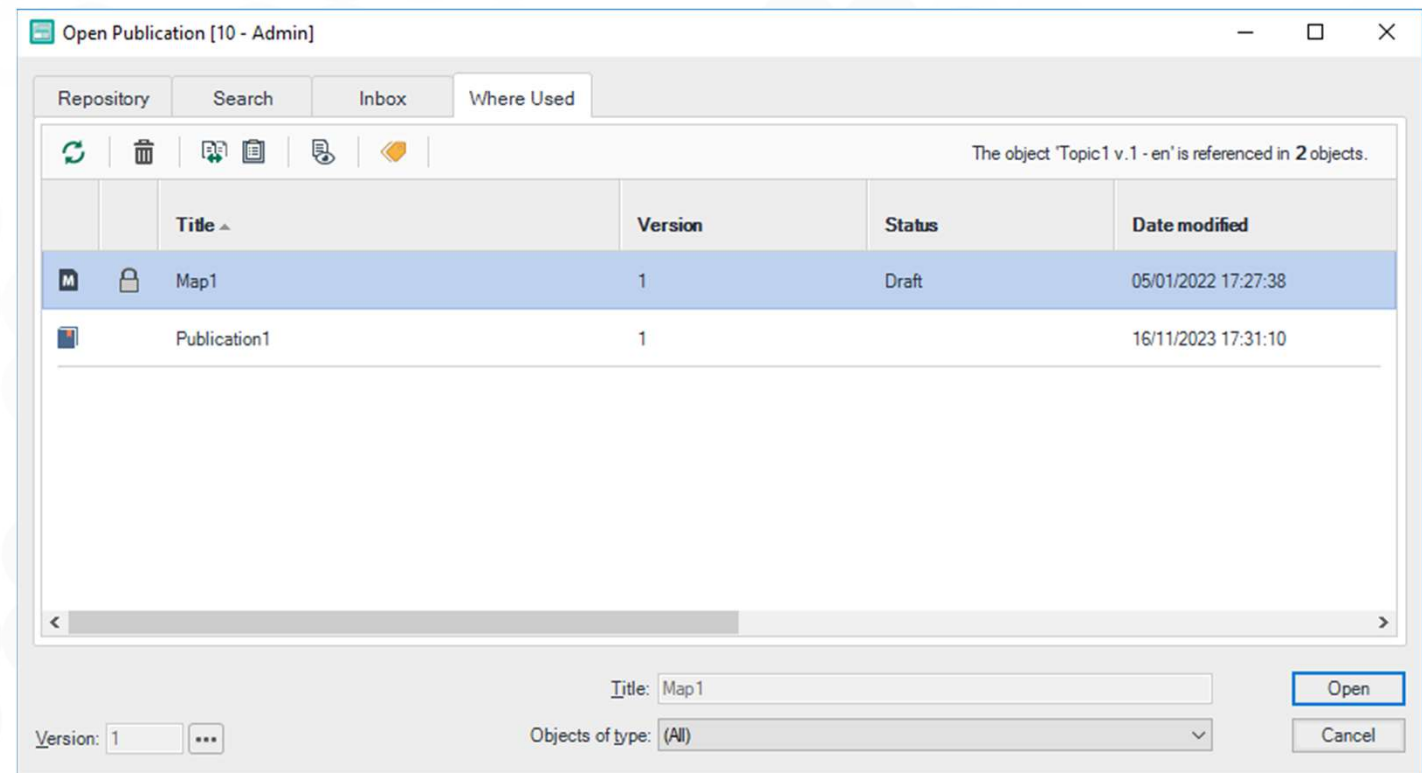 Open Publication [10 - Admin]
Repository Search Inbox Where Used
The object 'Topic1 v.1 - en' is referenced in 2 objects.
Title Version Status Date modified
M Map1 1 Draft 05/01/2022 17:27:38
Publication1 1 16/11/2023 17:31:10
Title: Map1 Open
Version: 1 ... Objects of type: (All) Cancel